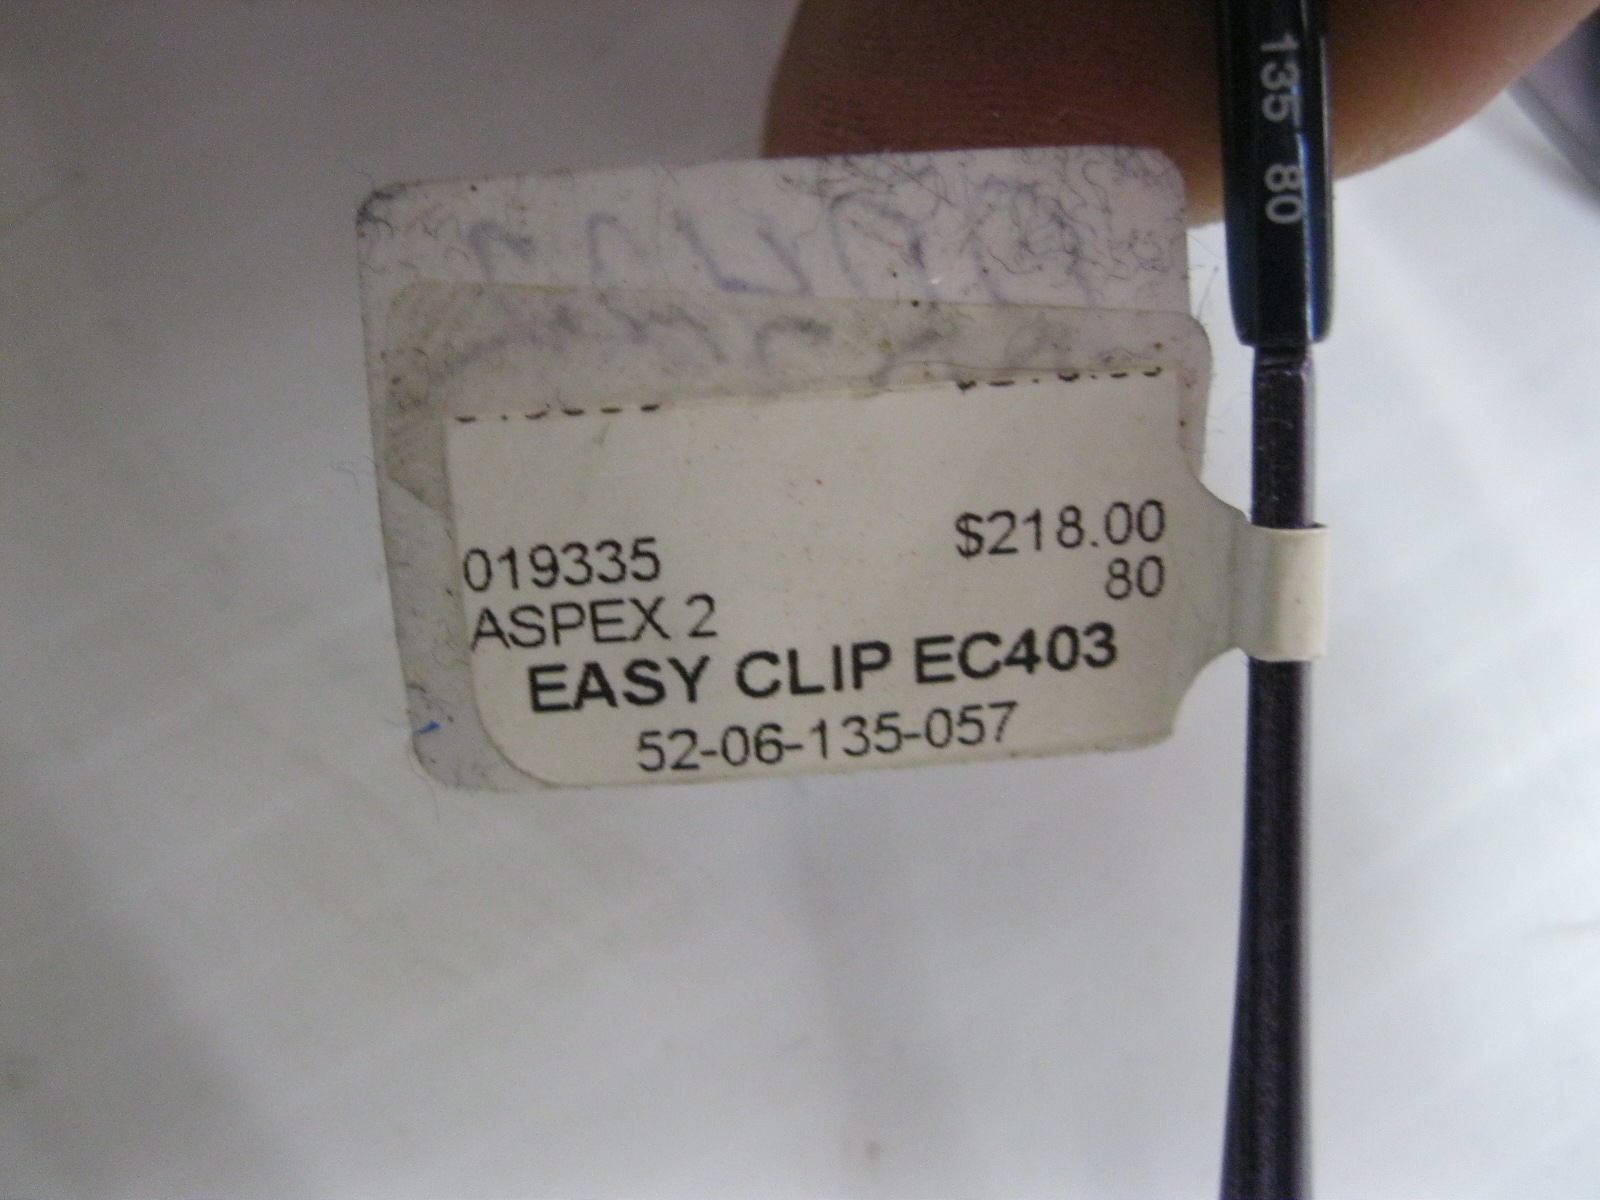 135 80
019335 $218.00
ASPEX 2 80
EASY CLIP EC403
52-06-135-057